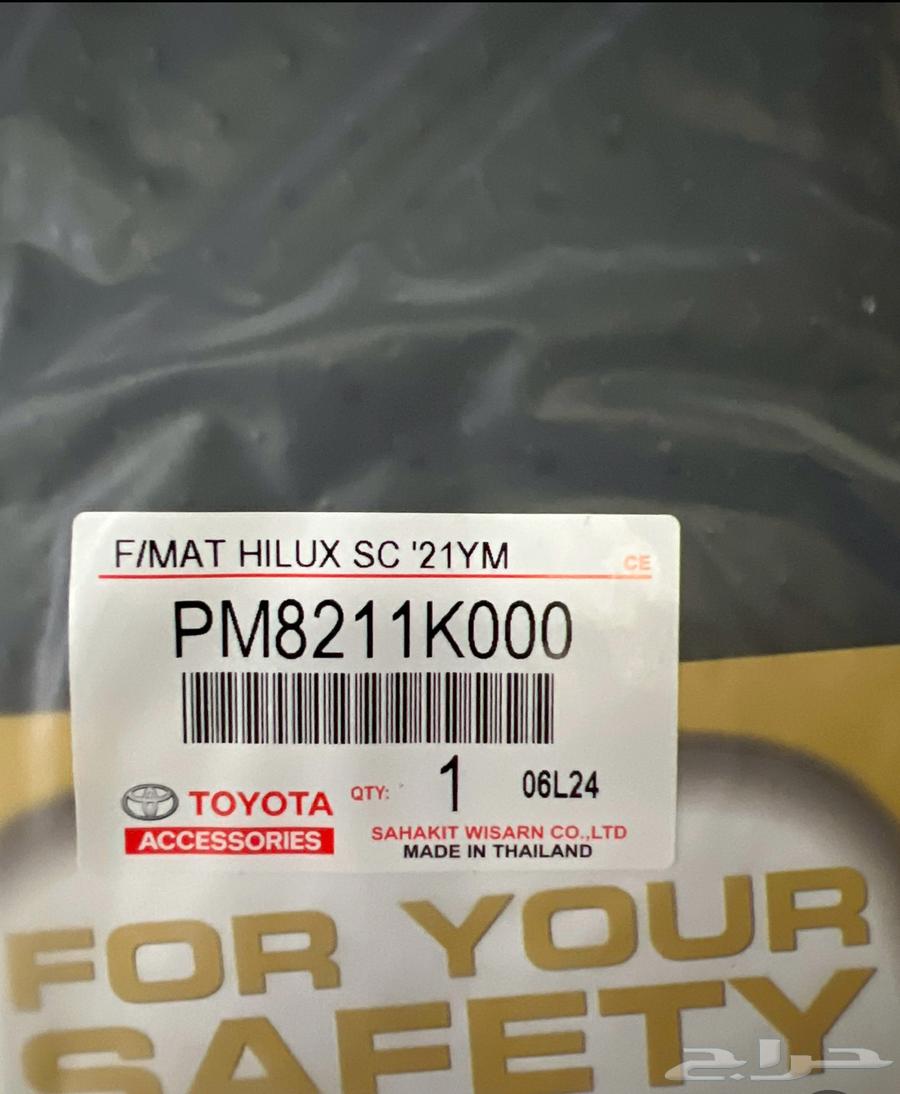 F/MAT HILUX SC '21YM
CE
PM8211K000
QTY: 1 06L24
TOYOTA
ACCESSORIES
SAHAKIT WISARN CO.,LTD
MADE IN THAILAND
FOR YOUR
SAFETY
حراج